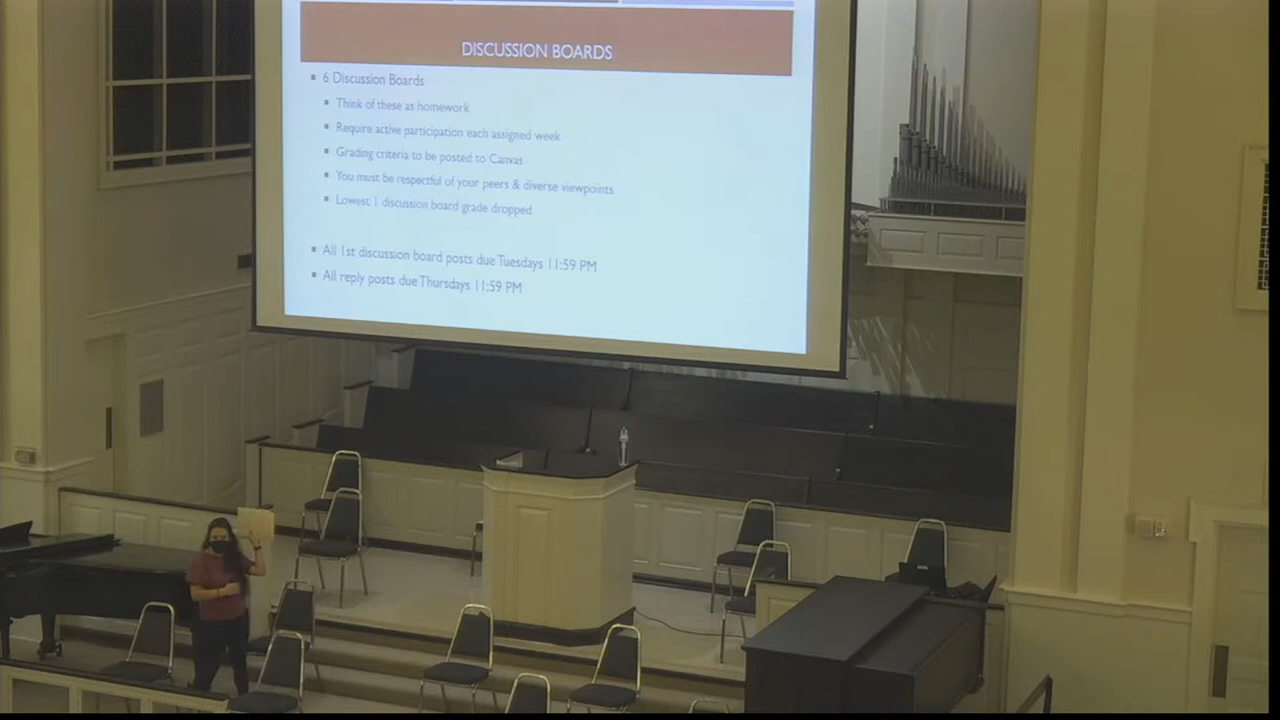 DISCUSSION BOARDS
6 Discussion Boards
Think of these as homework
Require active participation each assigned week
Grading criteria to be posted to Canvas
You must be respectful of your peers & diverse viewpoints
Lowest 1 discussion board grade dropped
All 1st discussion board posts due Tuesdays 11:59 PM
All reply posts due Thursdays 11:59 PM